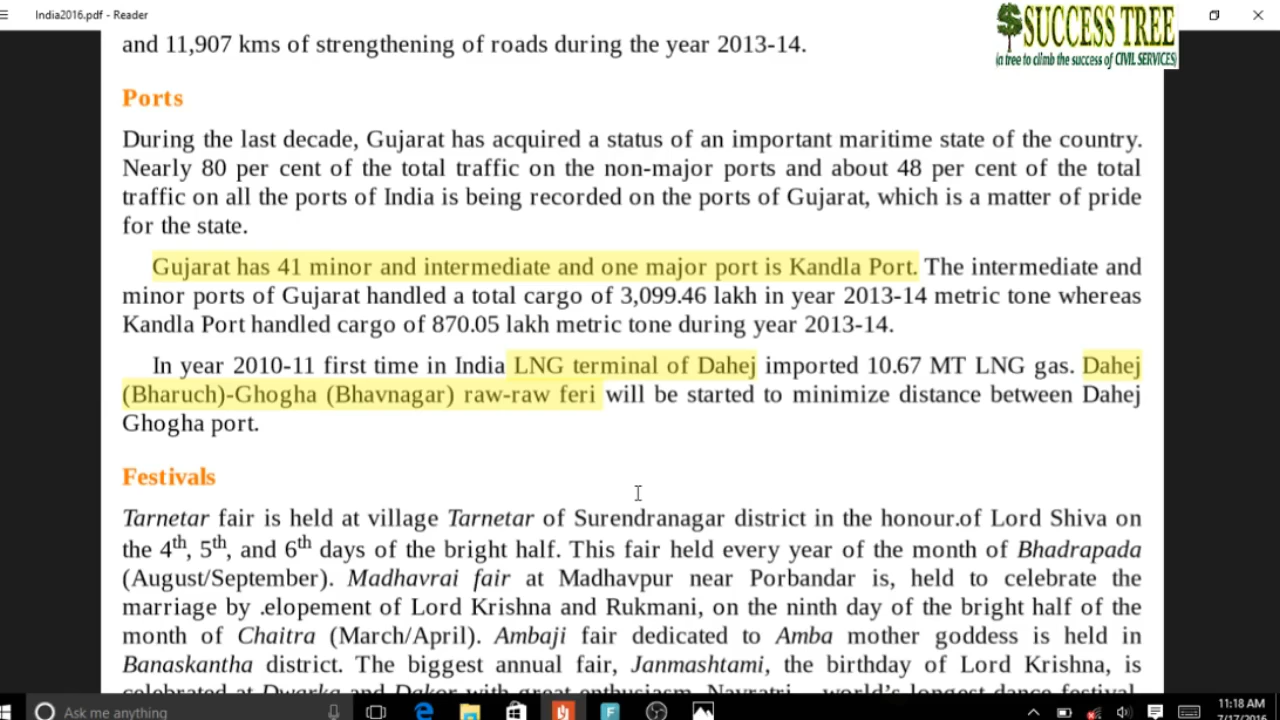 India2016.pdf - Reader
SUCCESS TREE
(a tree to climb the success of CIVIL SERVICES)
and 11,907 kms of strengthening of roads during the year 2013-14.
Ports
During the last decade, Gujarat has acquired a status of an important maritime state of the country.
Nearly 80 per cent of the total traffic on the non-major ports and about 48 per cent of the total
traffic on all the ports of India is being recorded on the ports of Gujarat, which is a matter of pride
for the state.
Gujarat has 41 minor and intermediate and one major port is Kandla Port. The intermediate and
minor ports of Gujarat handled a total cargo of 3,099.46 lakh in year 2013-14 metric tone whereas
Kandla Port handled cargo of 870.05 lakh metric tone during year 2013-14.
In year 2010-11 first time in India LNG terminal of Dahej imported 10.67 MT LNG gas. Dahej
(Bharuch)-Ghogha (Bhavnagar) raw-raw feri will be started to minimize distance between Dahej
Ghogha port.
Festivals
Tarnetar fair is held at village Tarnetar of Surendranagar district in the honour.of Lord Shiva on
the 4th, 5th, and 6th days of the bright half. This fair held every year of the month of Bhadrapada
(August/September). Madhavrai fair at Madhavpur near Porbandar is, held to celebrate the
marriage by .elopement of Lord Krishna and Rukmani, on the ninth day of the bright half of the
month of Chaitra (March/April). Ambaji fair dedicated to Amba mother goddess is held in
Banaskantha district. The biggest annual fair, Janmashtami, the birthday of Lord Krishna, is
celebrated at Dwarka and Dakor with great enthusiasm. Navratri world's longest dance festival,
Ask me anything
11:18 AM